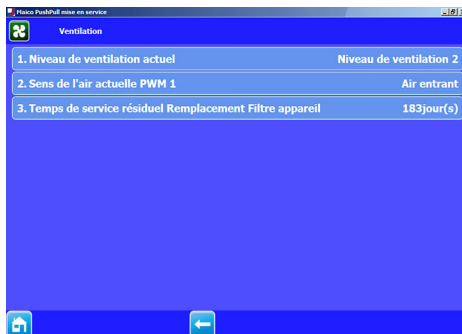 Maico PushPull mise en service
Ventilation
1. Niveau de ventilation actuel Niveau de ventilation 2
2. Sens de l'air actuelle PWM 1 Air entrant
3. Temps de service résiduel Remplacement Filtre appareil 183jour(s)